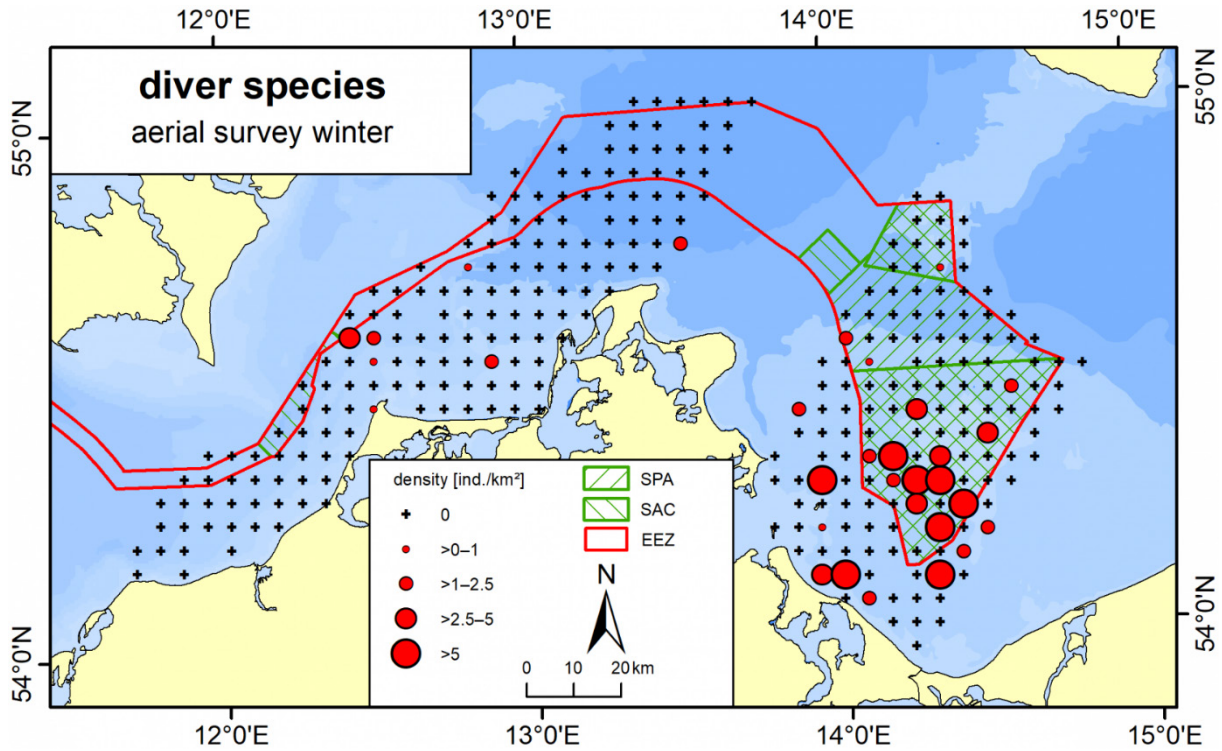 12°0'E 13°0'E 14°0'E 15°0'E
diver species
aerial survey winter
55°0'N
55°0'N
density [ind./km²]
0
>0–1
>1–2.5
>2.5–5
>5
SPA
SAC
EEZ
N
0 10 20 km
54°0'N
54°0'N
12°0'E 13°0'E 14°0'E 15°0'E